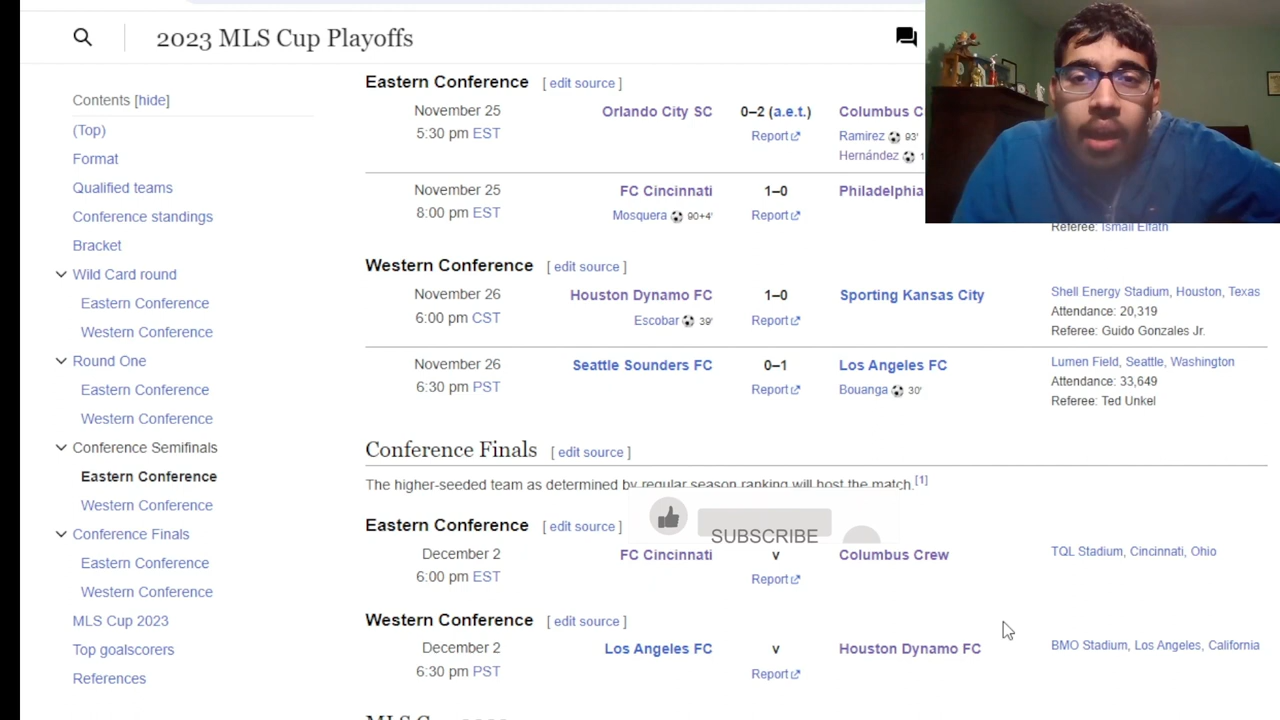 2023 MLS Cup Playoffs
Contents [hide]
(Top)
Format
Qualified teams
Conference standings
Bracket
Wild Card round
Eastern Conference
Western Conference
Round One
Eastern Conference
Western Conference
Conference Semifinals
Eastern Conference
Western Conference
Conference Finals
Eastern Conference
Western Conference
MLS Cup 2023
Top goalscorers
References
Eastern Conference [ edit source ]
November 25 Orlando City SC 0–2 (a.e.t.) Columbus C
5:30 pm EST Report Ramirez 93'
Hernández 1
November 25 FC Cincinnati 1–0 Philadelphia
8:00 pm EST Mosquera 90+4' Report
Referee: Ismail Elfath
Western Conference [ edit source ]
November 26 Houston Dynamo FC 1–0 Sporting Kansas City Shell Energy Stadium, Houston, Texas
6:00 pm CST Escobar 39' Report Attendance: 20,319
Referee: Guido Gonzales Jr.
November 26 Seattle Sounders FC 0–1 Los Angeles FC Lumen Field, Seattle, Washington
6:30 pm PST Report Bouanga 30' Attendance: 33,649
Referee: Ted Unkel
Conference Finals [ edit source ]
The higher-seeded team as determined by regular season ranking will host the match.[1]
Eastern Conference [ edit source ]
SUBSCRIBE
December 2 FC Cincinnati v Columbus Crew TQL Stadium, Cincinnati, Ohio
6:00 pm EST Report
Western Conference [ edit source ]
December 2 Los Angeles FC v Houston Dynamo FC BMO Stadium, Los Angeles, California
6:30 pm PST Report